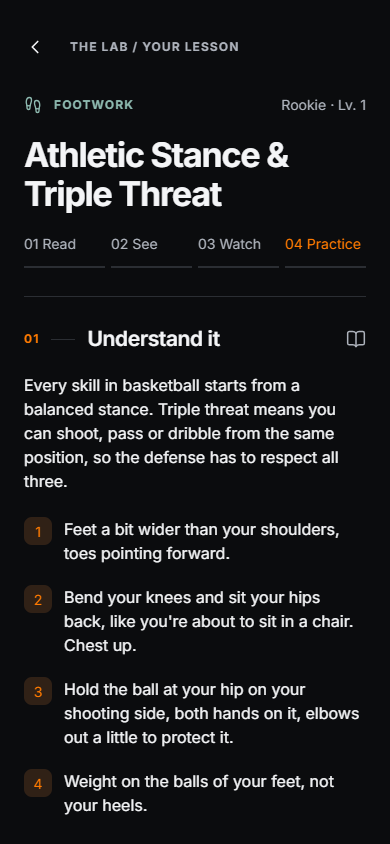 THE LAB / YOUR LESSON
FOOTWORK
Rookie · Lv. 1
Athletic Stance &
Triple Threat
01 Read
02 See
03 Watch
04 Practice
01
Understand it
Every skill in basketball starts from a
balanced stance. Triple threat means you
can shoot, pass or dribble from the same
position, so the defense has to respect all
three.
1
Feet a bit wider than your shoulders,
toes pointing forward.
2
Bend your knees and sit your hips
back, like you're about to sit in a chair.
Chest up.
3
Hold the ball at your hip on your
shooting side, both hands on it, elbows
out a little to protect it.
4
Weight on the balls of your feet, not
your heels.